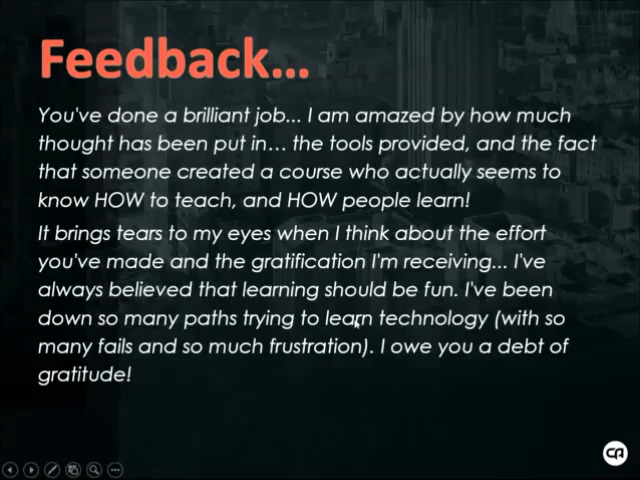 Feedback...
You've done a brilliant job... I am amazed by how much
thought has been put in... the tools provided, and the fact
that someone created a course who actually seems to
know HOW to teach, and HOW people learn!
It brings tears to my eyes when I think about the effort
you've made and the gratification I'm receiving... I've
always believed that learning should be fun. I've been
down so many paths trying to learn technology (with so
many fails and so much frustration). I owe you a debt of
gratitude!
CA